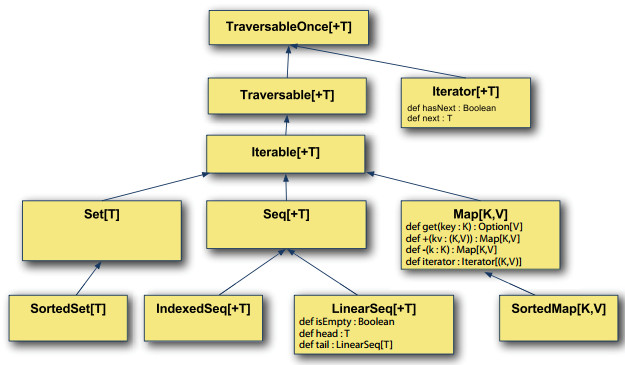 TraversableOnce[+T]
Traversable[+T]
Iterator[+T]
def hasNext : Boolean
def next : T
Iterable[+T]
Set[T]
Seq[+T]
Map[K,V]
def get(key : K) : Option[V]
def +(kv : (K,V)) : Map[K,V]
def -(k : K) : Map[K,V]
def iterator : Iterator[(K,V)]
SortedSet[T]
IndexedSeq[+T]
LinearSeq[+T]
def isEmpty : Boolean
def head : T
def tail : LinearSeq[T]
SortedMap[K,V]